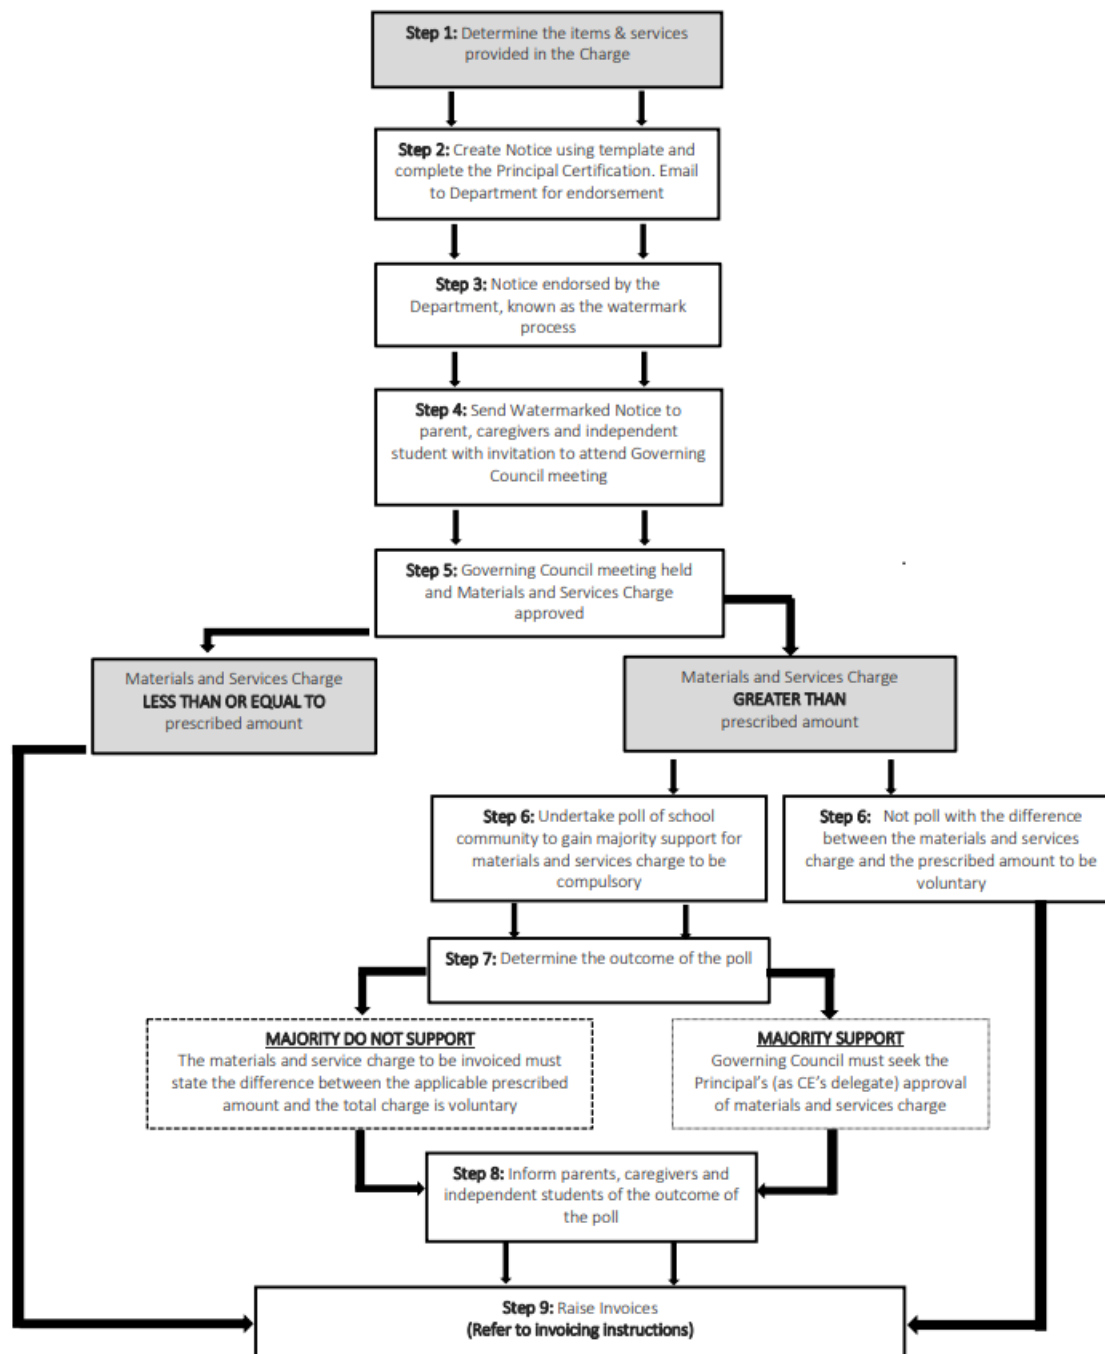 Step 1: Determine the items & services
provided in the Charge
Step 2: Create Notice using template and
complete the Principal Certification. Email
to Department for endorsement
Step 3: Notice endorsed by the
Department, known as the watermark
process
Step 4: Send Watermarked Notice to
parent, caregivers and independent
student with invitation to attend Governing
Council meeting
Step 5: Governing Council meeting held
and Materials and Services Charge
approved
Materials and Services Charge
LESS THAN OR EQUAL TO
prescribed amount
Materials and Services Charge
GREATER THAN
prescribed amount
Step 6: Undertake poll of school
community to gain majority support for
materials and services charge to be
compulsory
Step 6: Not poll with the difference
between the materials and services
charge and the prescribed amount to be
voluntary
Step 7: Determine the outcome of the poll
MAJORITY DO NOT SUPPORT
The materials and service charge to be invoiced must
state the difference between the applicable prescribed
amount and the total charge is voluntary
MAJORITY SUPPORT
Governing Council must seek the
Principal's (as CE's delegate) approval
of materials and services charge
Step 8: Inform parents, caregivers and
independent students of the outcome of
the poll
Step 9: Raise Invoices
(Refer to invoicing instructions)